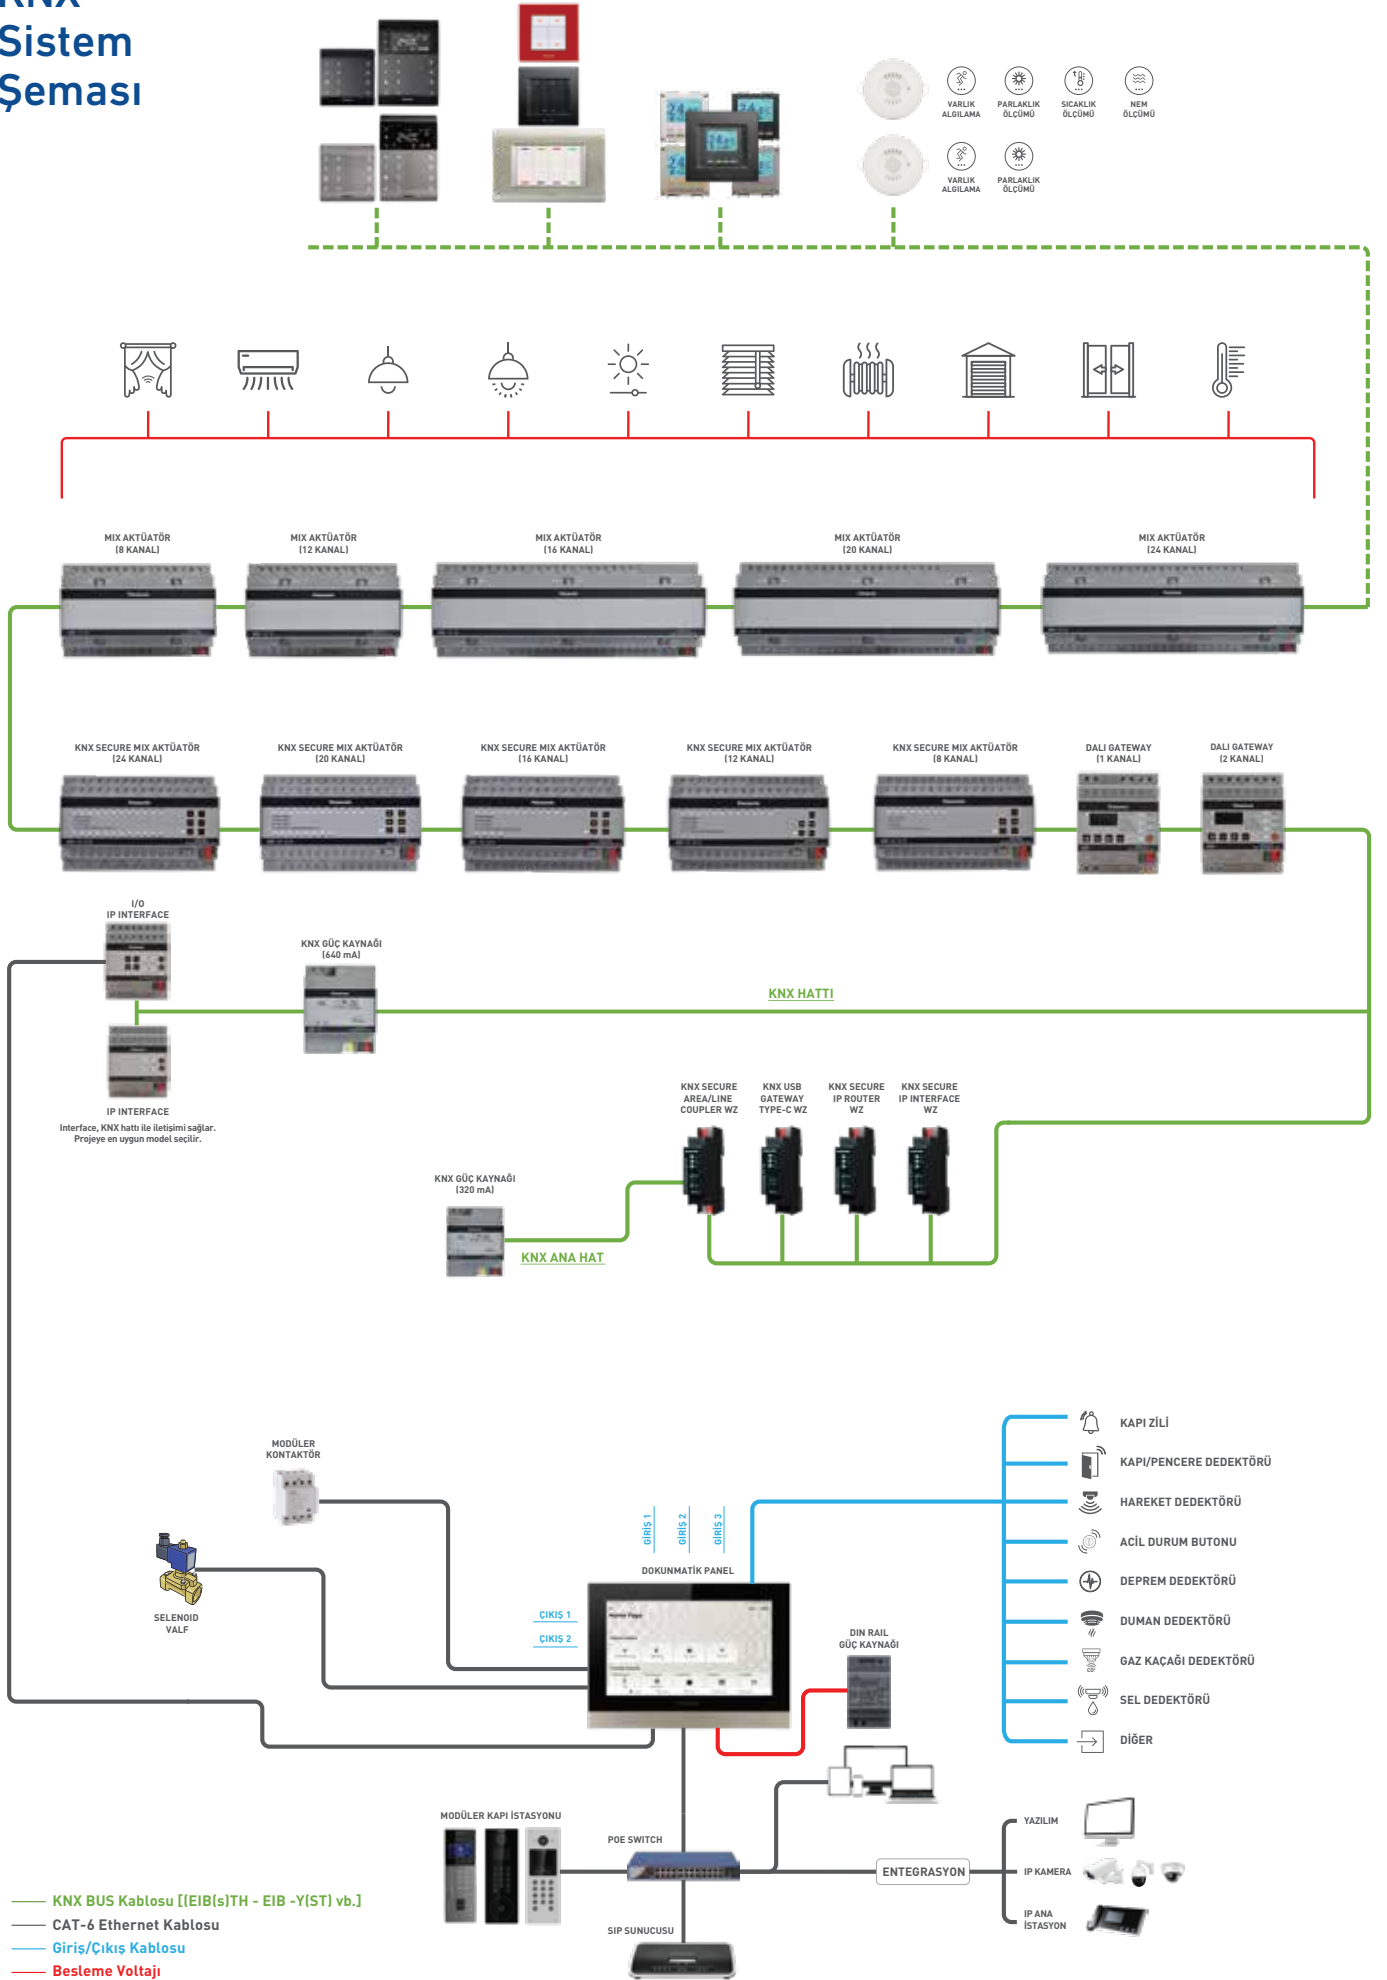 KNX
Sistem
Şeması
VARLIK
ALGILAMA
PARLAKLIK
ÖLÇÜMÜ
SICAKLIK
ÖLÇÜMÜ
NEM
ÖLÇÜMÜ
VARLIK
ALGILAMA
PARLAKLIK
ÖLÇÜMÜ
MIX AKTÜATÖR
(8 KANAL)
MIX AKTÜATÖR
(12 KANAL)
MIX AKTÜATÖR
(16 KANAL)
MIX AKTÜATÖR
(20 KANAL)
MIX AKTÜATÖR
(24 KANAL)
KNX SECURE MIX AKTÜATÖR
(24 KANAL)
KNX SECURE MIX AKTÜATÖR
(20 KANAL)
KNX SECURE MIX AKTÜATÖR
(16 KANAL)
KNX SECURE MIX AKTÜATÖR
(12 KANAL)
KNX SECURE MIX AKTÜATÖR
(8 KANAL)
DALI GATEWAY
(1 KANAL)
DALI GATEWAY
(2 KANAL)
I/O
IP INTERFACE
KNX GÜÇ KAYNAĞI
(640 mA)
KNX HATTI
IP INTERFACE
Interface, KNX hattı ile iletişimi sağlar.
Projeye en uygun model seçilir.
KNX SECURE
AREA/LINE
COUPLER WZ
KNX USB
GATEWAY
TYPE-C WZ
KNX SECURE
IP ROUTER
WZ
KNX SECURE
IP INTERFACE
WZ
KNX GÜÇ KAYNAĞI
(320 mA)
KNX ANA HAT
MODÜLER
KONTAKTÖR
SELENOID
VALF
GİRİŞ 1
GİRİŞ 2
GİRİŞ 3
DOKUNMATİK PANEL
ÇIKIŞ 1
ÇIKIŞ 2
Home Page
DIN RAIL
GÜÇ KAYNAĞI
KAPI ZİLİ
KAPI/PENCERE DEDEKTÖRÜ
HAREKET DEDEKTÖRÜ
ACİL DURUM BUTONU
DEPREM DEDEKTÖRÜ
DUMAN DEDEKTÖRÜ
GAZ KAÇAĞI DEDEKTÖRÜ
SEL DEDEKTÖRÜ
DİĞER
MODÜLER KAPI İSTASYONU
POE SWITCH
ENTEGRASYON
YAZILIM
IP KAMERA
IP ANA
İSTASYON
SIP SUNUCUSU
KNX BUS Kablosu [(EIB(s)TH - EIB -Y(ST) vb.]
CAT-6 Ethernet Kablosu
Giriş/Çıkış Kablosu
Besleme Voltajı